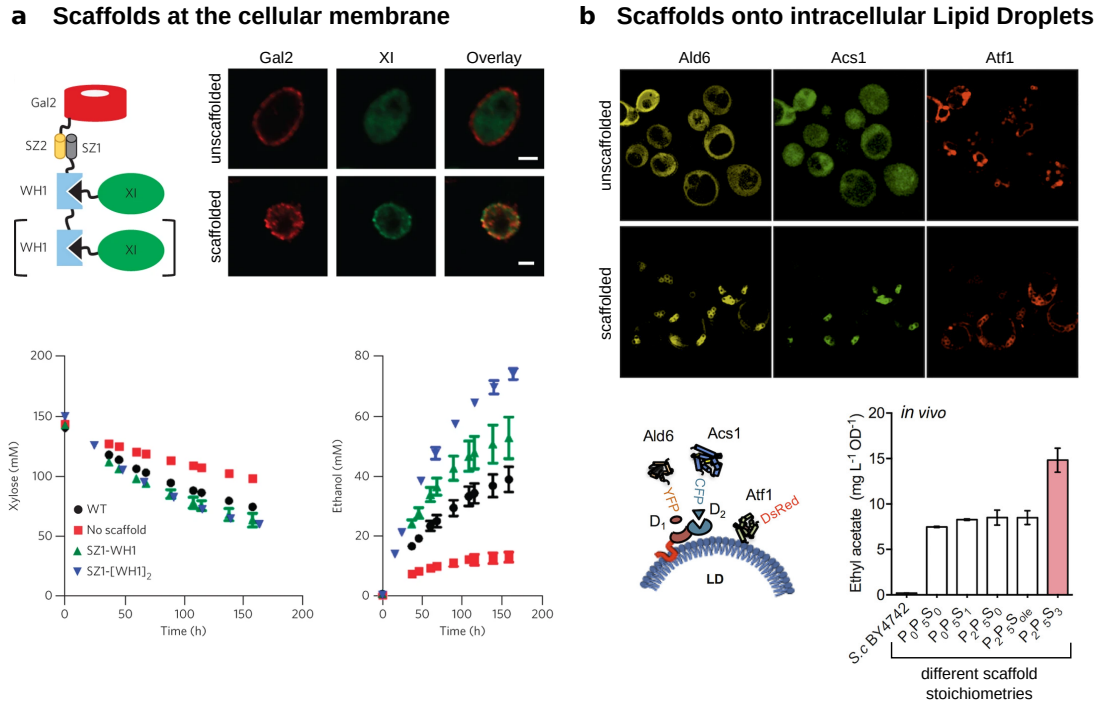 a Scaffolds at the cellular membrane
Gal2 XI Overlay
unscaffolded
scaffolded
Gal2
SZ2 SZ1
WH1 XI
WH1 XI
Xylose (mM)
200
150
100
50
0
0 50 100 150 200
Time (h)
WT
No scaffold
SZ1-WH1
SZ1-[WH1]2
Ethanol (mM)
80
60
40
20
0
0 50 100 150 200
Time (h)
b Scaffolds onto intracellular Lipid Droplets
Ald6 Acs1 Atf1
unscaffolded
scaffolded
Ald6 Acs1
YFP CFP Atf1
D1 D2 DsRed
LD
in vivo
Ethyl acetate (mg L-1 OD-1)
20
15
10
5
0
S.c BY4742 P0P5S0 P0P5S1 P2P5S0 P2P5Sole P2P5S3
different scaffold
stoichiometries